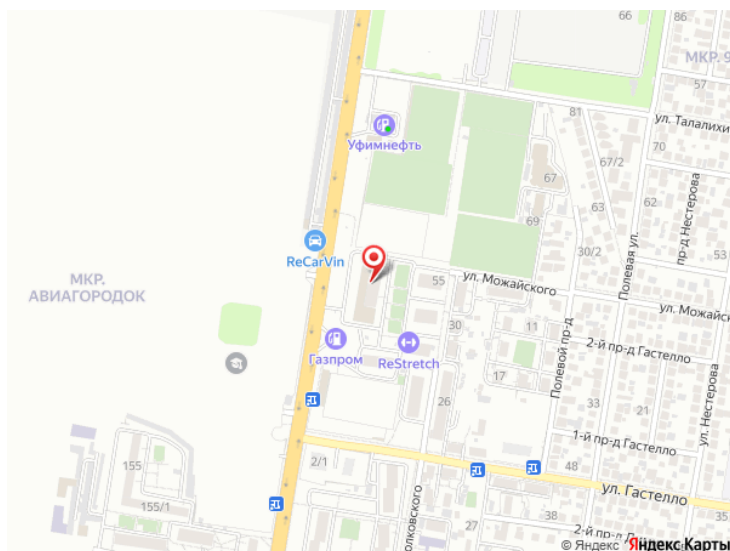 66
МКР. 9
57
81
ул. Талалихи
Уфимнефть
70
67/2
67
62
пр-д Нестерова
63
69
Полевая ул.
30/2
53
ReCarVin
МКР.
АВИАГОРОДОК
55
ул. Можайского
ул. Можайског
30
11
2-й пр-д Гастелло
Газпром
ReStretch
Полевой пр-д
17
26
33
21
ул. Нестерова
1-й пр-д Гастелло
155
2/1
48
ул. Гастелло
155/1
35
28
27
37
2-й пр-д
© Яндекс Яндекс Карты